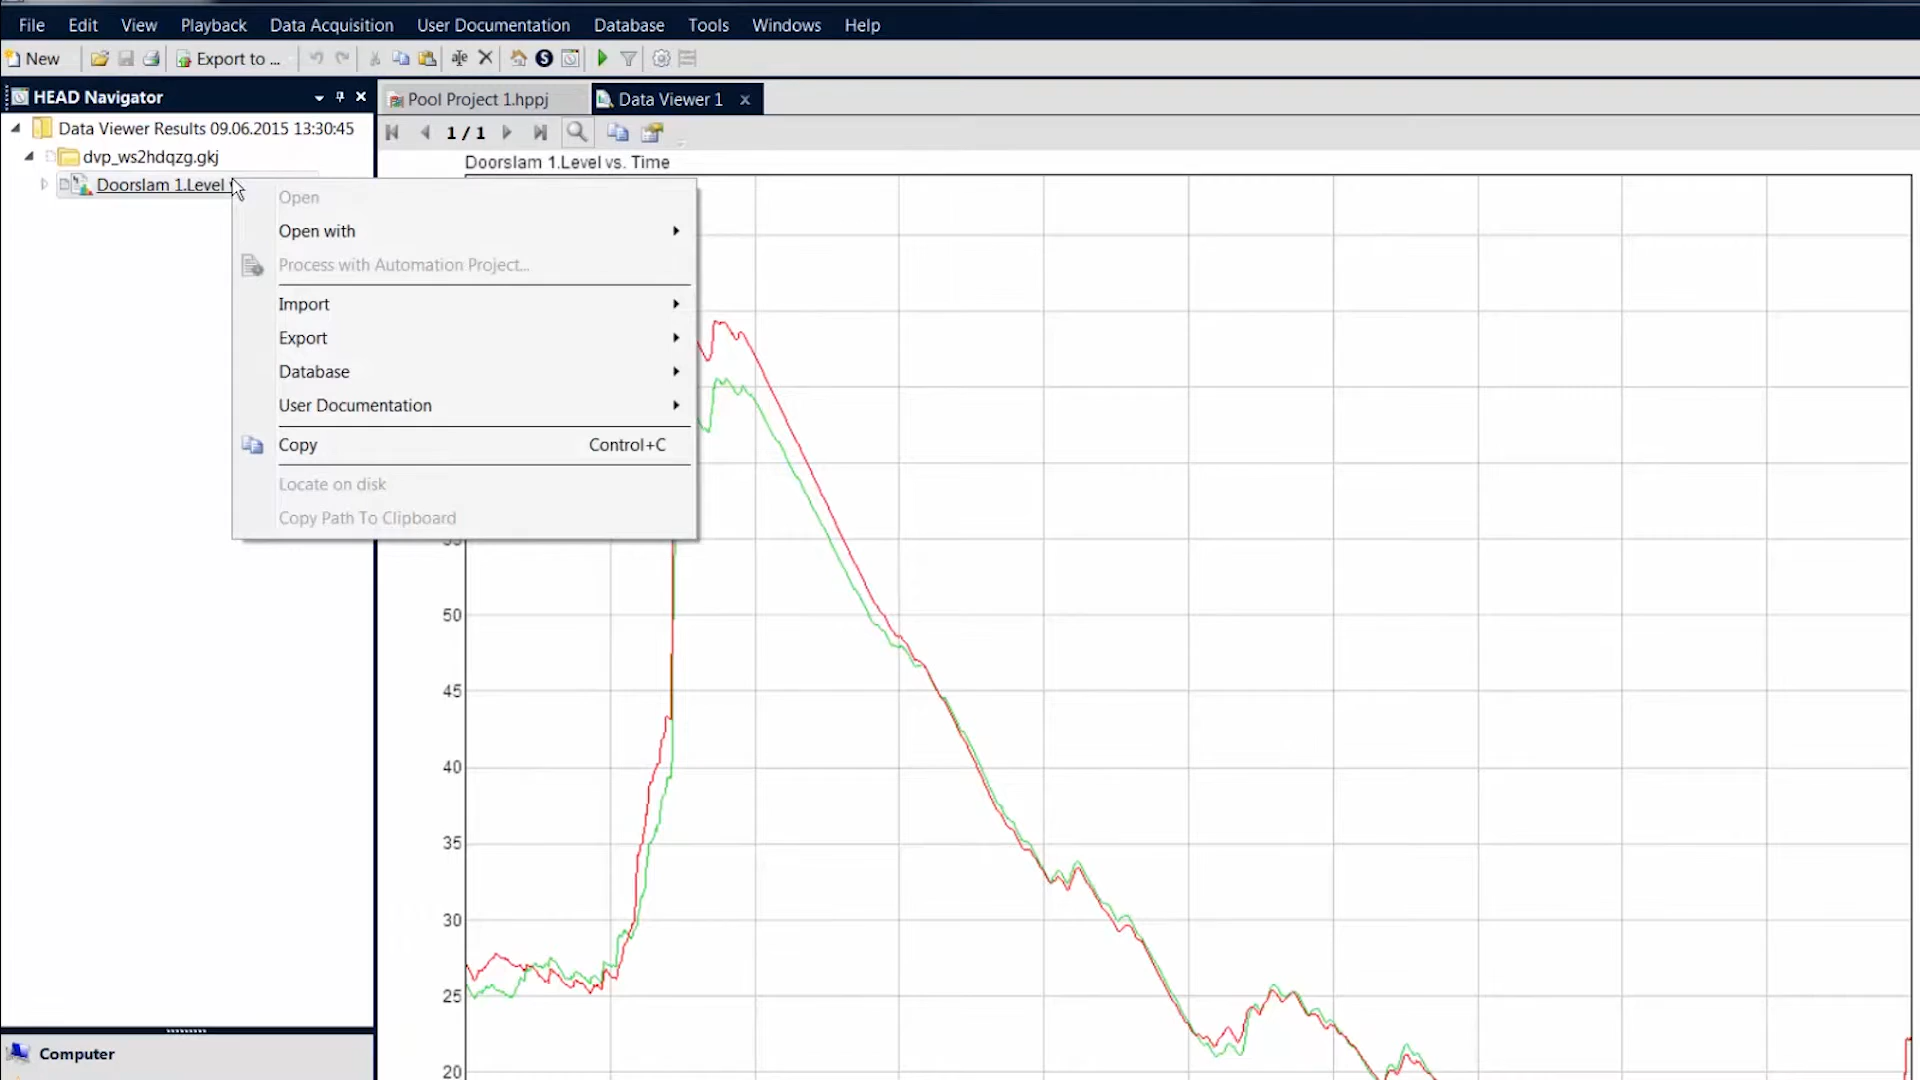 File Edit View Playback Data Acquisition User Documentation Database Tools Windows Help
New Export to ...
HEAD Navigator
Pool Project 1.hppj
Data Viewer 1
Data Viewer Results 09.06.2015 13:30:45
1 / 1
dvp_ws2hdqzg.gkj
Doorslam 1.Level vs. Time
Doorslam 1.Level
Open
Open with
Process with Automation Project...
Import
Export
Database
User Documentation
Copy Control+C
Locate on disk
Copy Path To Clipboard
50
45
40
35
30
25
20
Computer